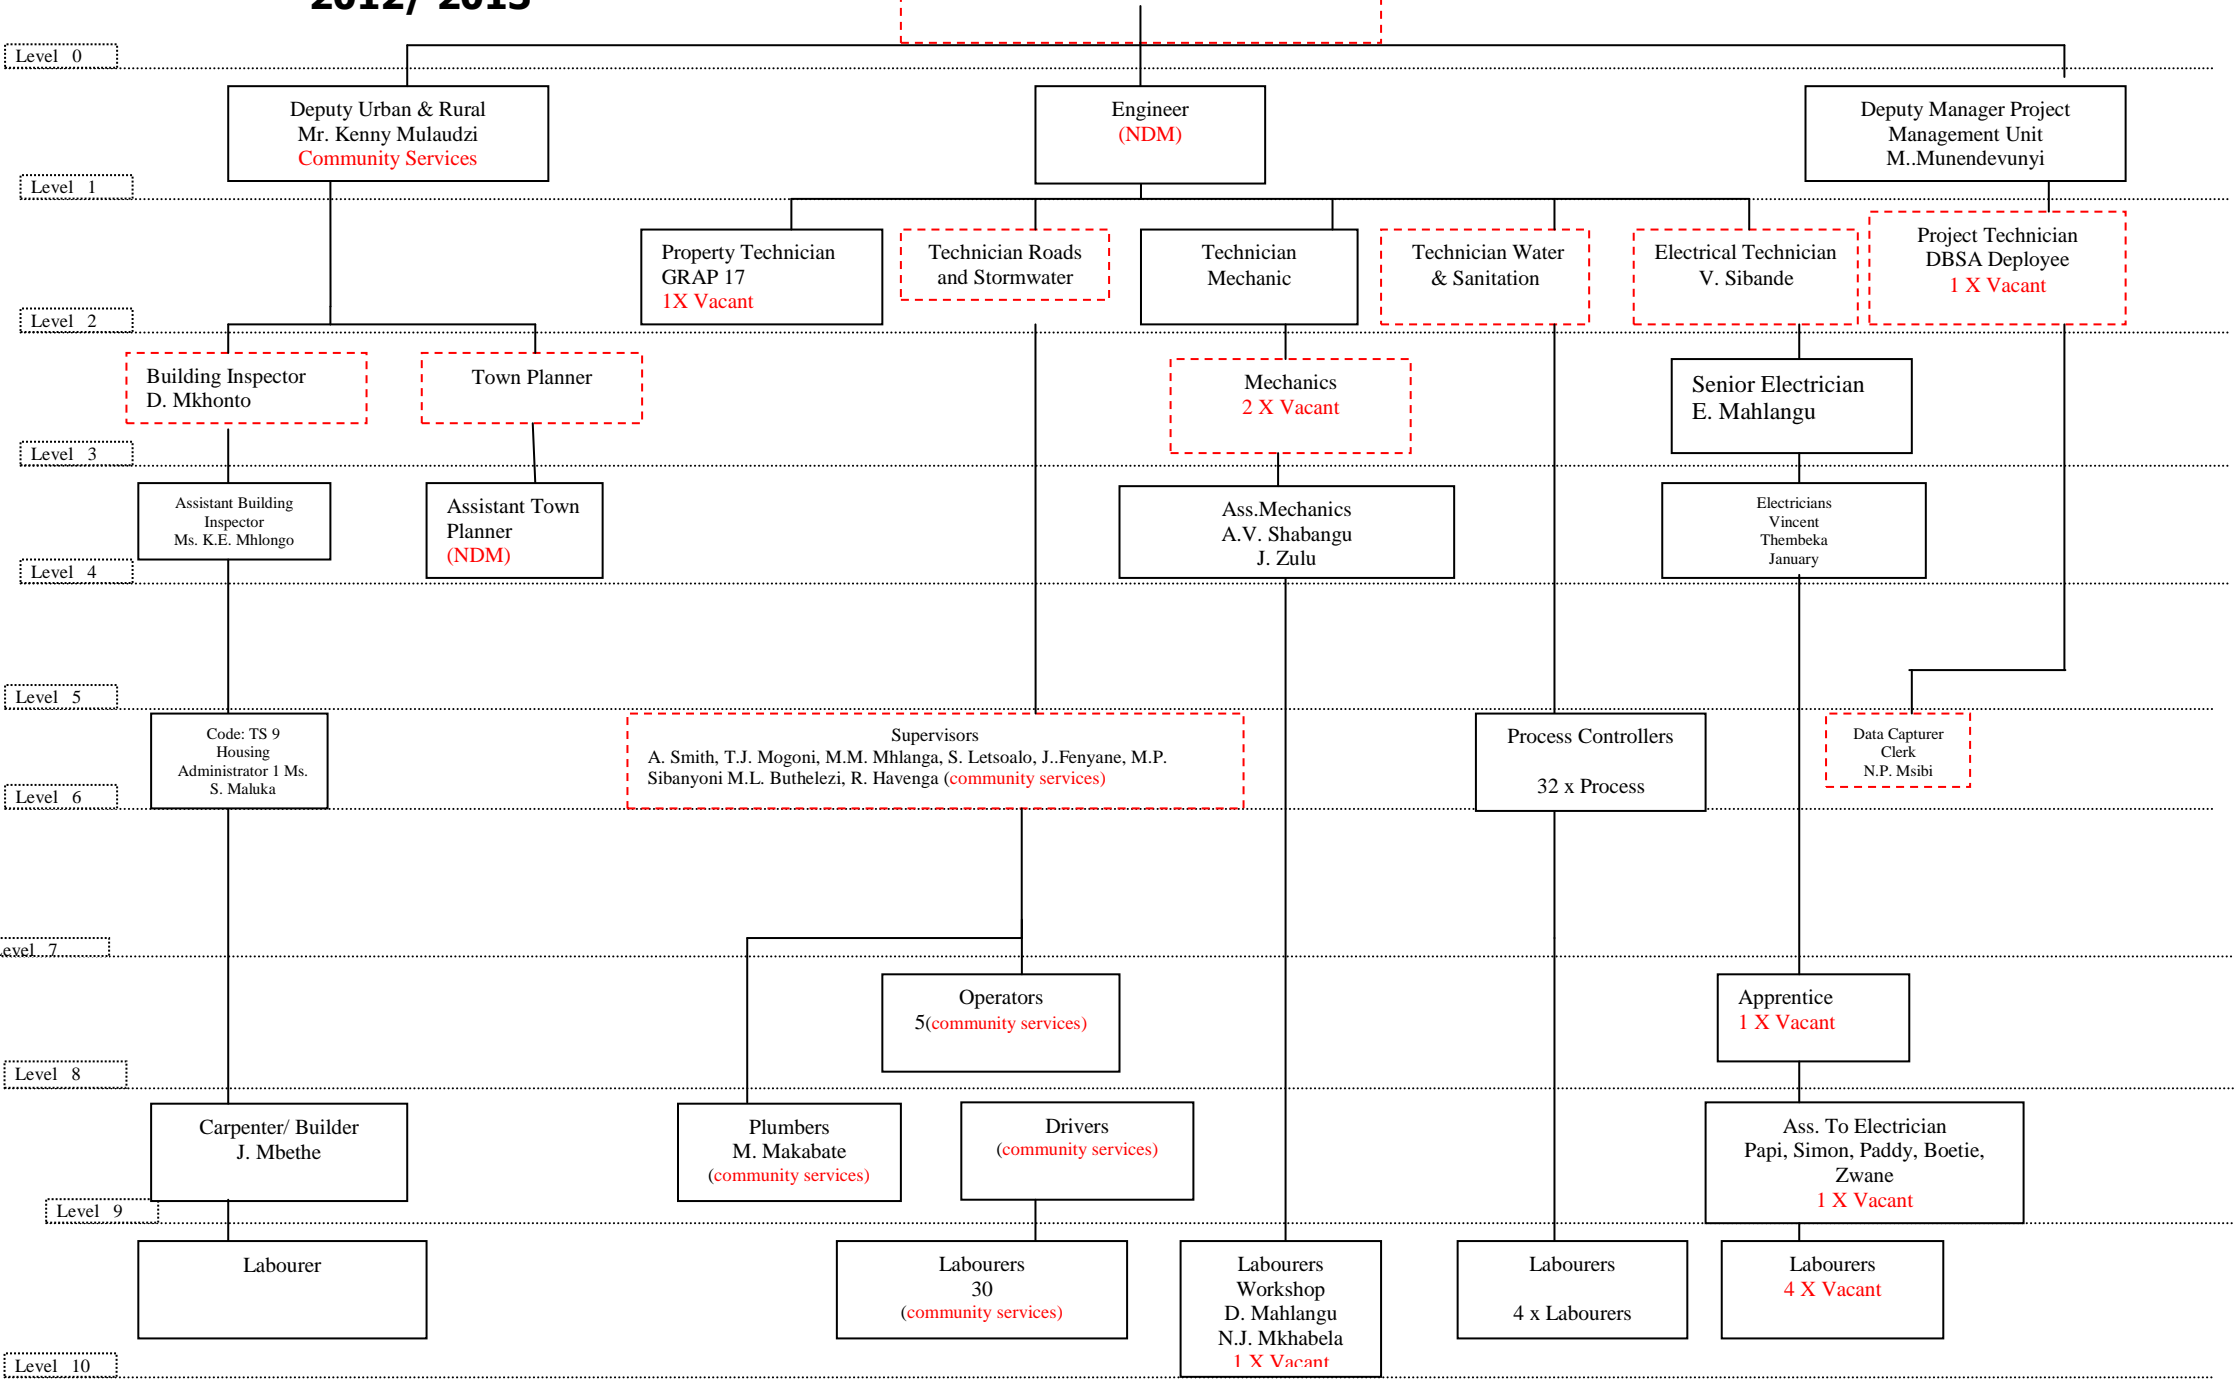 2012/ 2013
Level 0
Deputy Urban & Rural
Mr. Kenny Mulaudzi
Community Services
Engineer
(NDM)
Deputy Manager Project
Management Unit
M..Munendevunyi
Level 1
Property Technician
GRAP 17
1X Vacant
Technician Roads
and Stormwater
Technician
Mechanic
Technician Water
& Sanitation
Electrical Technician
V. Sibande
Project Technician
DBSA Deployee
1 X Vacant
Level 2
Building Inspector
D. Mkhonto
Town Planner
Mechanics
2 X Vacant
Senior Electrician
E. Mahlangu
Level 3
Assistant Building
Inspector
Ms. K.E. Mhlongo
Assistant Town
Planner
(NDM)
Ass.Mechanics
A.V. Shabangu
J. Zulu
Electricians
Vincent
Thembeka
January
Level 4
Level 5
Code: TS 9
Housing
Administrator 1 Ms.
S. Maluka
Supervisors
A. Smith, T.J. Mogoni, M.M. Mhlanga, S. Letsoalo, J..Fenyane, M.P.
Sibanyoni M.L. Buthelezi, R. Havenga (community services)
Process Controllers
32 x Process
Data Capturer
Clerk
N.P. Msibi
Level 6
evel 7
Operators
5(community services)
Apprentice
1 X Vacant
Level 8
Carpenter/ Builder
J. Mbethe
Plumbers
M. Makabate
(community services)
Drivers
(community services)
Ass. To Electrician
Papi, Simon, Paddy, Boetie,
Zwane
1 X Vacant
Level 9
Labourer
Labourers
30
(community services)
Labourers
Workshop
D. Mahlangu
N.J. Mkhabela
1 X Vacant
Labourers
4 x Labourers
Labourers
4 X Vacant
Level 10